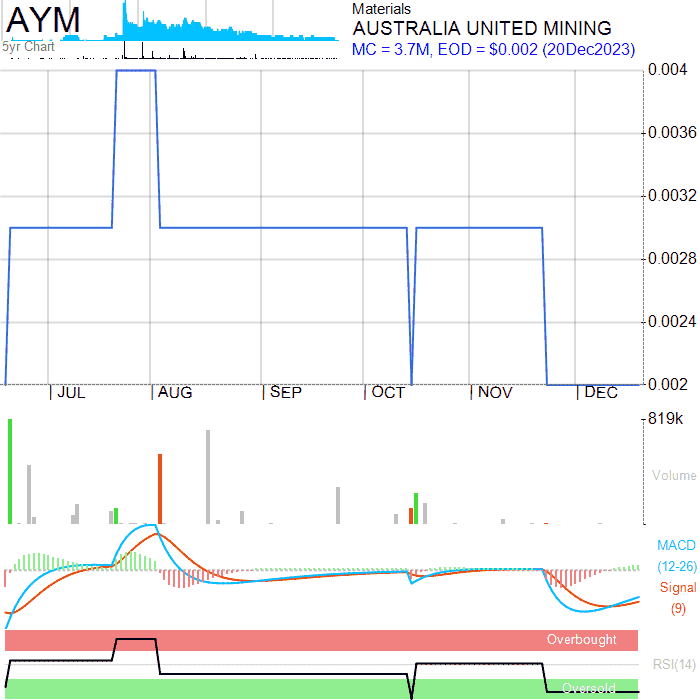 AYM
5yr Chart
Materials
AUSTRALIA UNITED MINING
MC = 3.7M, EOD = $0.002 (20Dec2023)
0.004
0.0036
0.0032
0.0028
0.0024
0.002
JUL AUG SEP OCT NOV DEC
819k
Volume
MACD
(12-26)
Signal
(9)
Overbought
RSI(14)
Oversold